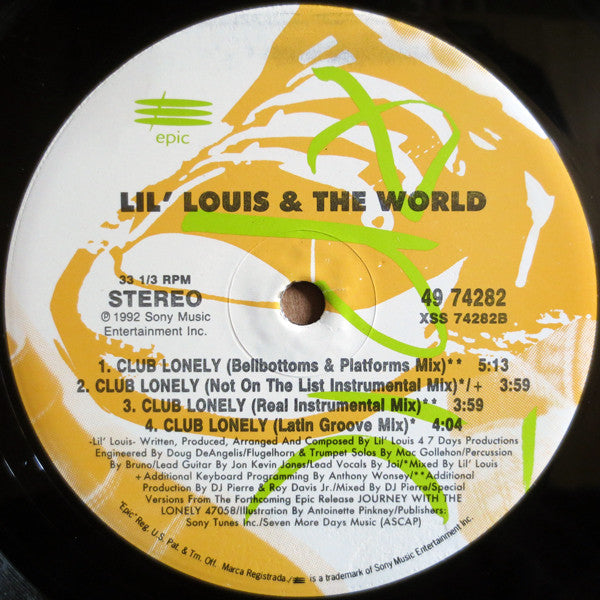 epic
LIL' LOUIS & THE WORLD
33 1/3 RPM
STEREO
℗ 1992 Sony Music
Entertainment Inc.
49 74282
XSS 74282B
1. CLUB LONELY (Bellbottoms & Platforms Mix)** 5:13
2. CLUB LONELY (Not On The List Instrumental Mix)*/+ 3:59
3. CLUB LONELY (Real Instrumental Mix)** 3:59
4. CLUB LONELY (Latin Groove Mix)* 4:04
-Lil' Louis- Written, Produced, Arranged And Composed By Lil' Louis 4 7 Days Productions
Engineered By Doug DeAngelis/Flugelhorn & Trumpet Solos By Mac Gollehon/Percussion
By Bruno/Lead Guitar By Jon Kevin Jones/Lead Vocals By Joi/*Mixed By Lil' Louis
+Additional Keyboard Programing By Anthony Wonsey/**Additional
Production By DJ Pierre & Roy Davis Jr./Mixed By DJ Pierre/Special
Versions From The Forthcoming Epic Release JOURNEY WITH THE
LONELY 47058/Illustration By Antoinette Pinkney/Publishers:
Sony Tunes Inc./Seven More Days Music (ASCAP)
"Epic" Reg. U.S. Pat. & Tm. Off. Marca Registrada./ is a trademark of Sony Music Entertainment Inc.